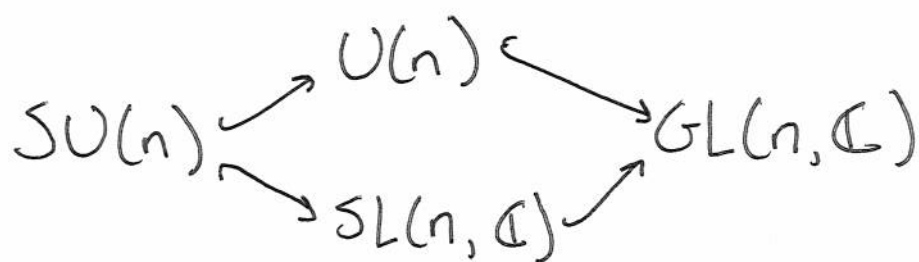 U(n)
SU(n)
GL(n, ℂ)
SL(n, ℂ)